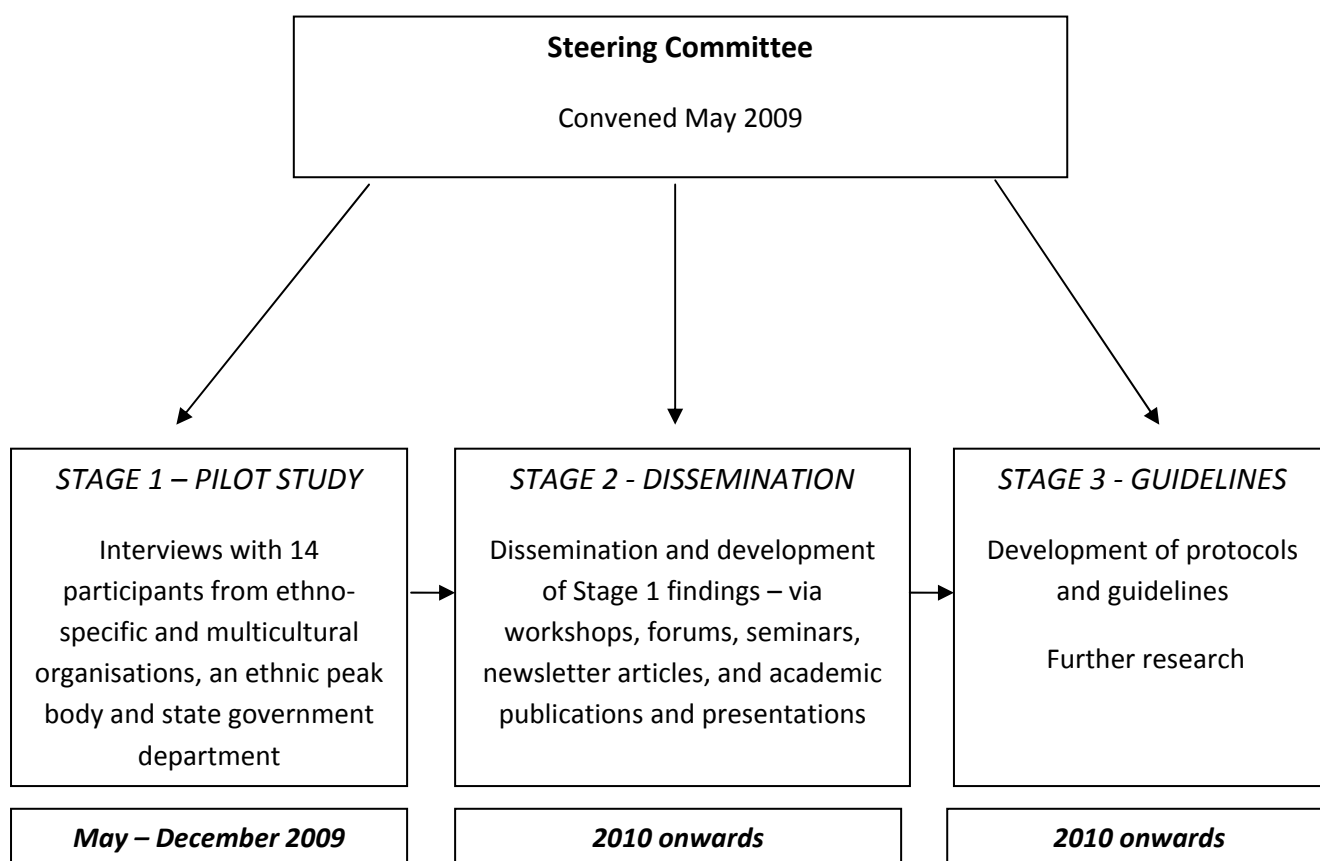 Steering Committee
Convened May 2009
STAGE 1 – PILOT STUDY
Interviews with 14
participants from ethno-
specific and multicultural
organisations, an ethnic peak
body and state government
department
May – December 2009
STAGE 2 - DISSEMINATION
Dissemination and development
of Stage 1 findings – via
workshops, forums, seminars,
newsletter articles, and academic
publications and presentations
2010 onwards
STAGE 3 - GUIDELINES
Development of protocols
and guidelines
Further research
2010 onwards